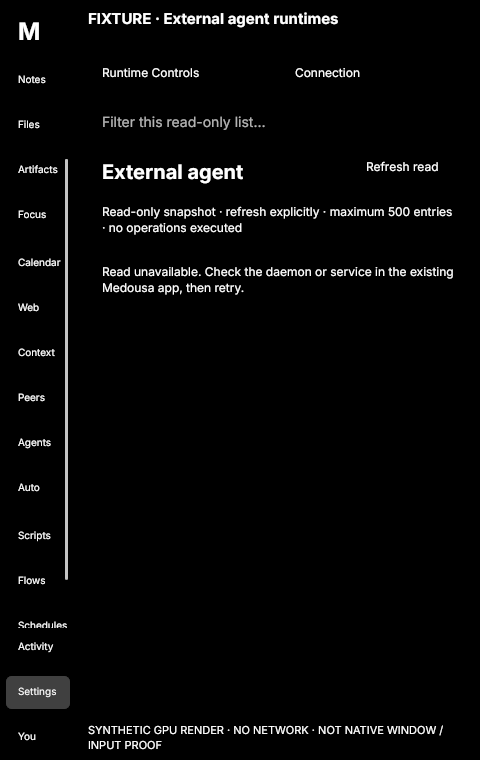 M
Notes
Files
Artifacts
Focus
Calendar
Web
Context
Peers
Agents
Auto
Scripts
Flows
Schedules
Activity
Settings
You
FIXTURE · External agent runtimes
Runtime Controls
Connection
Filter this read-only list...
External agent
Refresh read
Read-only snapshot · refresh explicitly · maximum 500 entries
· no operations executed
Read unavailable. Check the daemon or service in the existing
Medousa app, then retry.
SYNTHETIC GPU RENDER · NO NETWORK · NOT NATIVE WINDOW /
INPUT PROOF